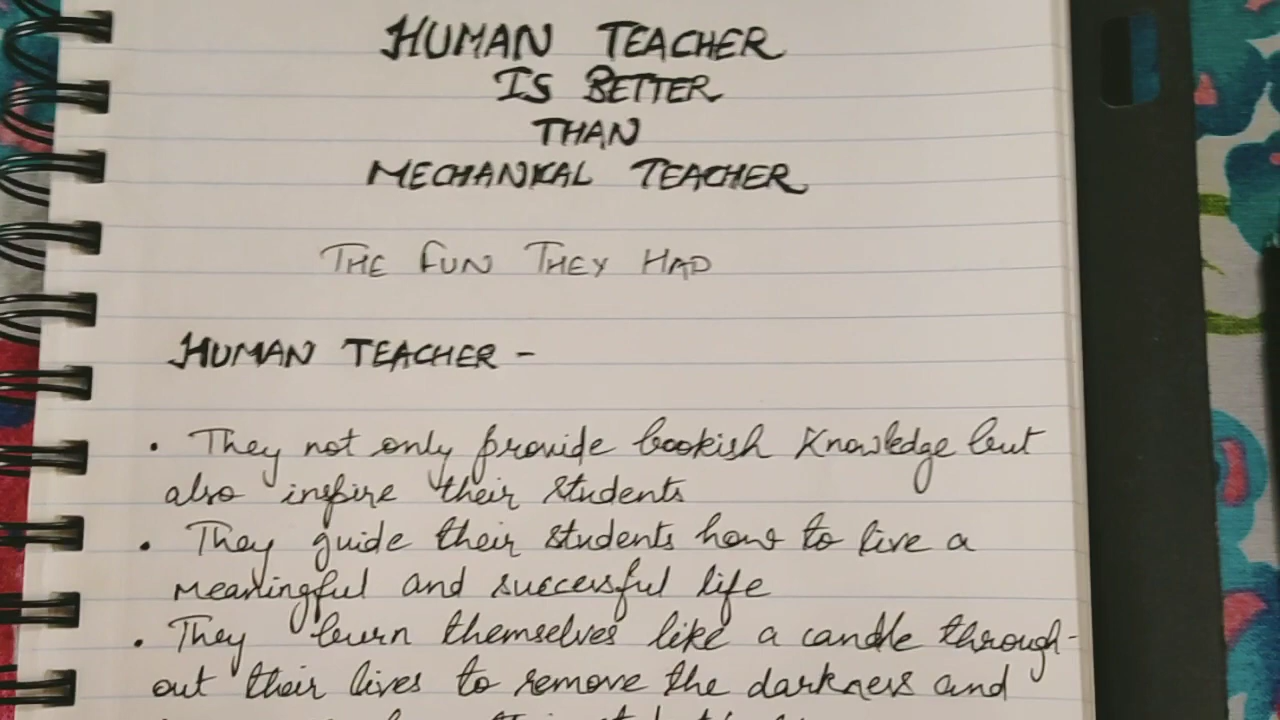 HUMAN TEACHER
IS BETTER
THAN
MECHANICAL TEACHER
THE FUN THEY HAD
HUMAN TEACHER -
• They not only provide bookish Knowledge but
also inspire their students
• They guide their students how to live a
meaningful and successful life
• They burn themselves like a candle through-
out their lives to remove the darkness and